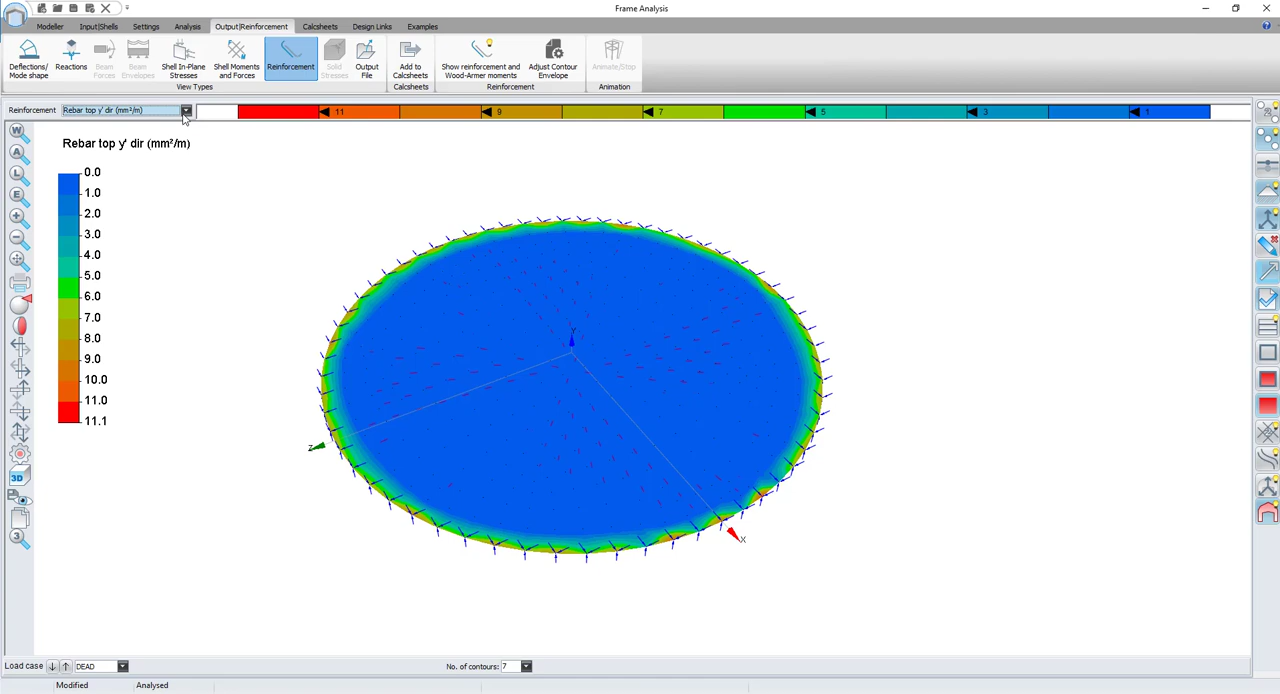 Frame Analysis
Modeller Input|Shells Settings Analysis Output|Reinforcement Calcsheets Design Links Examples
Deflections/ Mode shape
Reactions
Beam Forces
Beam Envelopes
Shell In-Plane Stresses
Shell Moments and Forces
Reinforcement
Solid Stresses
Output File
Add to Calcsheets
Show reinforcement and Wood-Armer moments
Adjust Contour Envelope
Animate/Stop
View Types Calcsheets Reinforcement Animation
Reinforcement Rebar top y' dir (mm²/m) 11 9 7 5 3 1
Rebar top y' dir (mm²/m)
0.0
1.0
2.0
3.0
4.0
5.0
6.0
7.0
8.0
9.0
10.0
11.0
11.1
Y
Z
X
W
A
L
E
3D
3
2
Load case DEAD No. of contours: 7
Modified Analysed